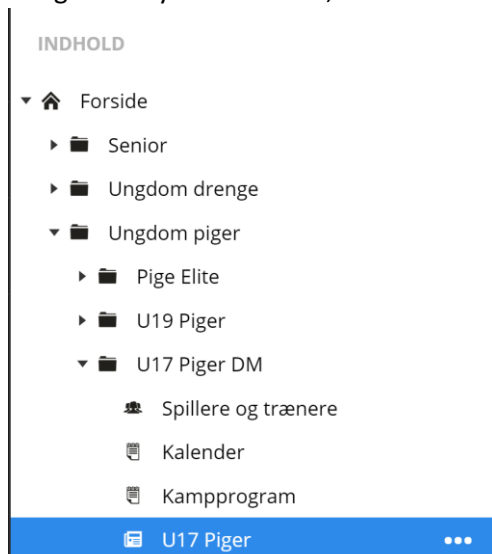 INDHOLD
Forside
Senior
Ungdom drenge
Ungdom piger
Pige Elite
U19 Piger
U17 Piger DM
Spillere og trænere
Kalender
Kampprogram
U17 Piger